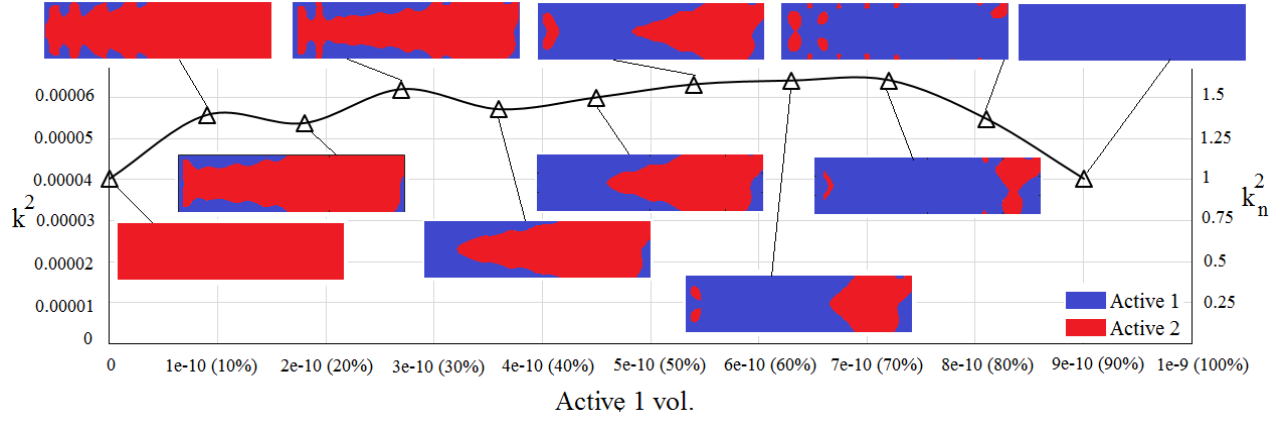 0.00006
0.00005
0.00004
0.00003
0.00002
0.00001
0
k²
1.5
1.25
1
0.75
0.5
0.25
k²ₙ
Active 1
Active 2
0 1e-10 (10%) 2e-10 (20%) 3e-10 (30%) 4e-10 (40%) 5e-10 (50%) 6e-10 (60%) 7e-10 (70%) 8e-10 (80%) 9e-10 (90%) 1e-9 (100%)
Active 1 vol.